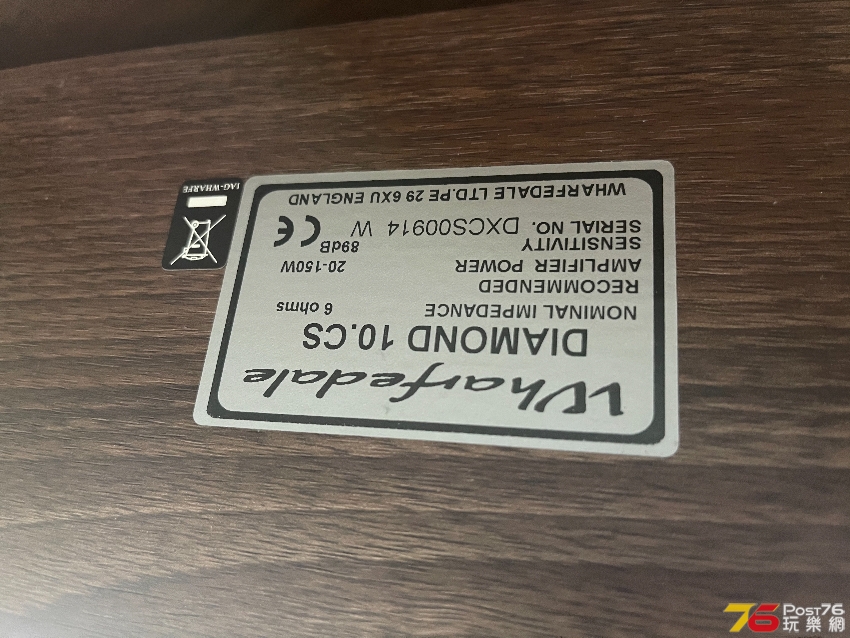 Wharfedale
DIAMOND 10.CS
NOMINAL IMPEDANCE 6 ohms
RECOMMENDED
AMPLIFIER POWER 20-150W
SENSITIVITY 89dB
SERIAL NO. DXCS00914 W
CE
WHARFEDALE LTD.PE 29 6XU ENGLAND
IAG-WHARFE
Post76
玩樂網